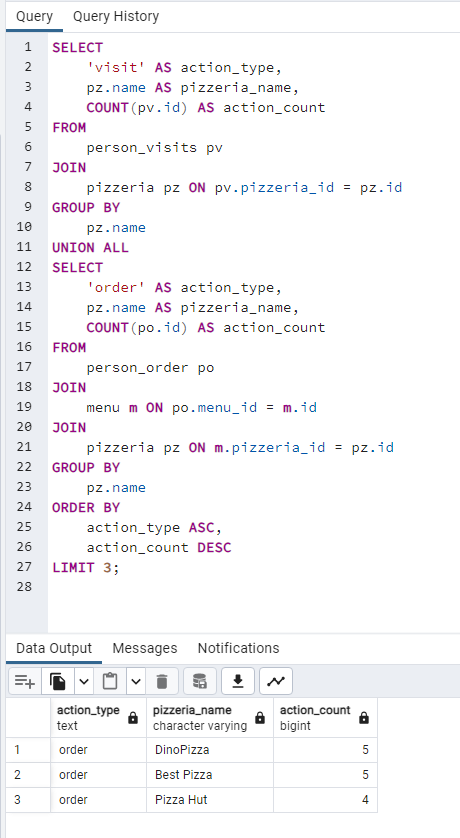 Query Query History
1 SELECT
2 'visit' AS action_type,
3 pz.name AS pizzeria_name,
4 COUNT(pv.id) AS action_count
5 FROM
6 person_visits pv
7 JOIN
8 pizzeria pz ON pv.pizzeria_id = pz.id
9 GROUP BY
10 pz.name
11 UNION ALL
12 SELECT
13 'order' AS action_type,
14 pz.name AS pizzeria_name,
15 COUNT(po.id) AS action_count
16 FROM
17 person_order po
18 JOIN
19 menu m ON po.menu_id = m.id
20 JOIN
21 pizzeria pz ON m.pizzeria_id = pz.id
22 GROUP BY
23 pz.name
24 ORDER BY
25 action_type ASC,
26 action_count DESC
27 LIMIT 3;
28
Data Output Messages Notifications
action_type pizzeria_name action_count
text character varying bigint
1 order DinoPizza 5
2 order Best Pizza 5
3 order Pizza Hut 4